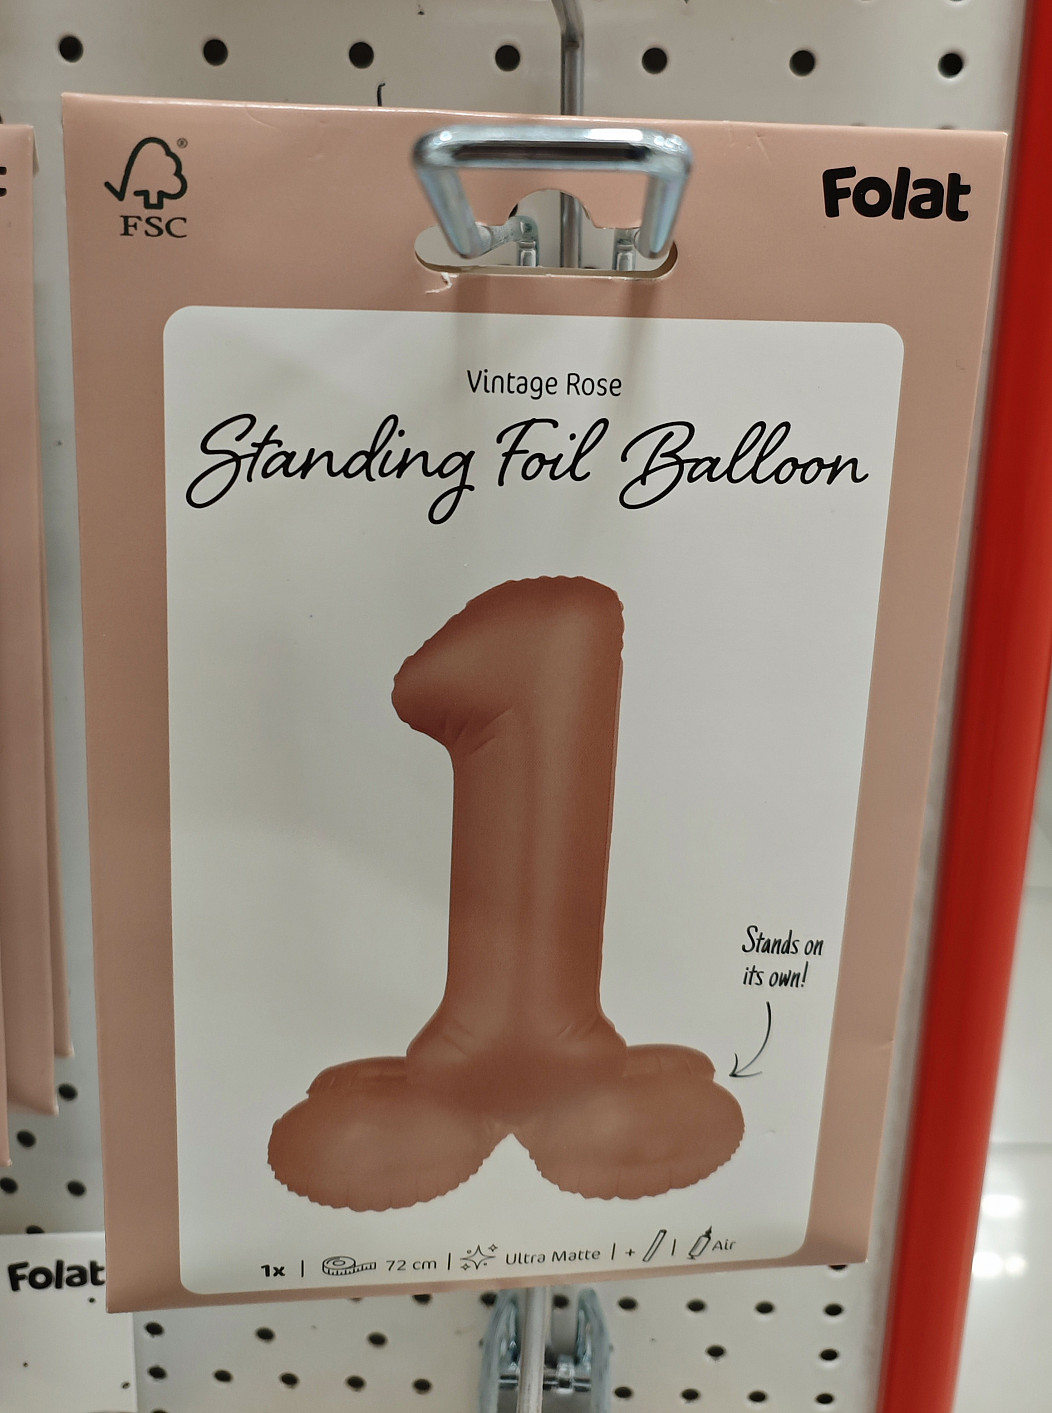 FSC®
Folat
Vintage Rose
Standing Foil Balloon
Stands on
its own!
1x | 72 cm | Ultra Matte | + | Air
Folat